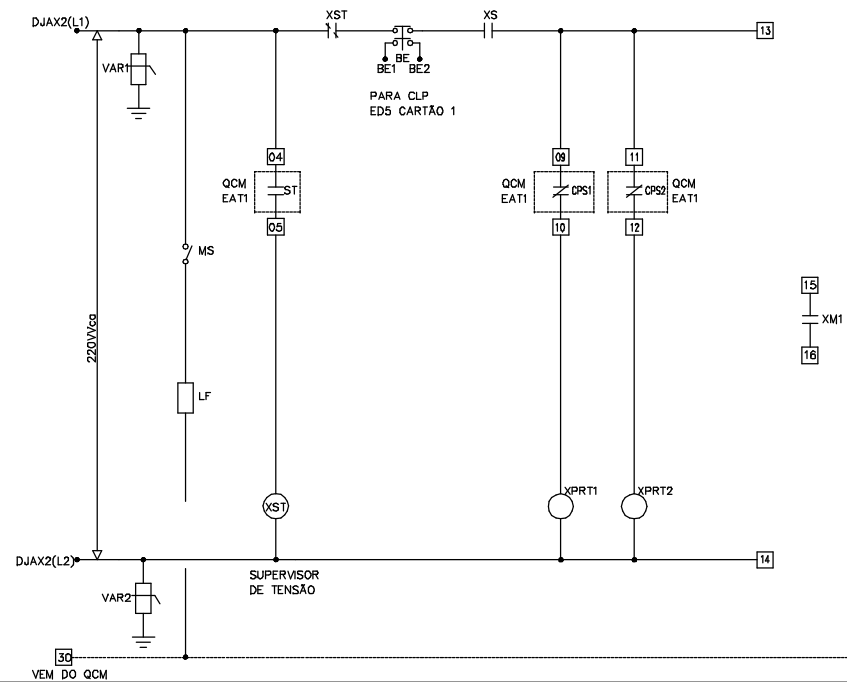 DJAX2(L1)
XST
XS
13
VAR1
BE
BE1
BE2
PARA CLP
ED5 CARTÃO 1
04
09
11
QCM
EAT1
ST
QCM
EAT1
CPS1
CPS2
QCM
EAT1
05
10
12
MS
15
XM1
16
220VVca
LF
XST
XPRT1
XPRT2
DJAX2(L2)
14
SUPERVISOR
DE TENSÃO
VAR2
30
VEM DO QCM